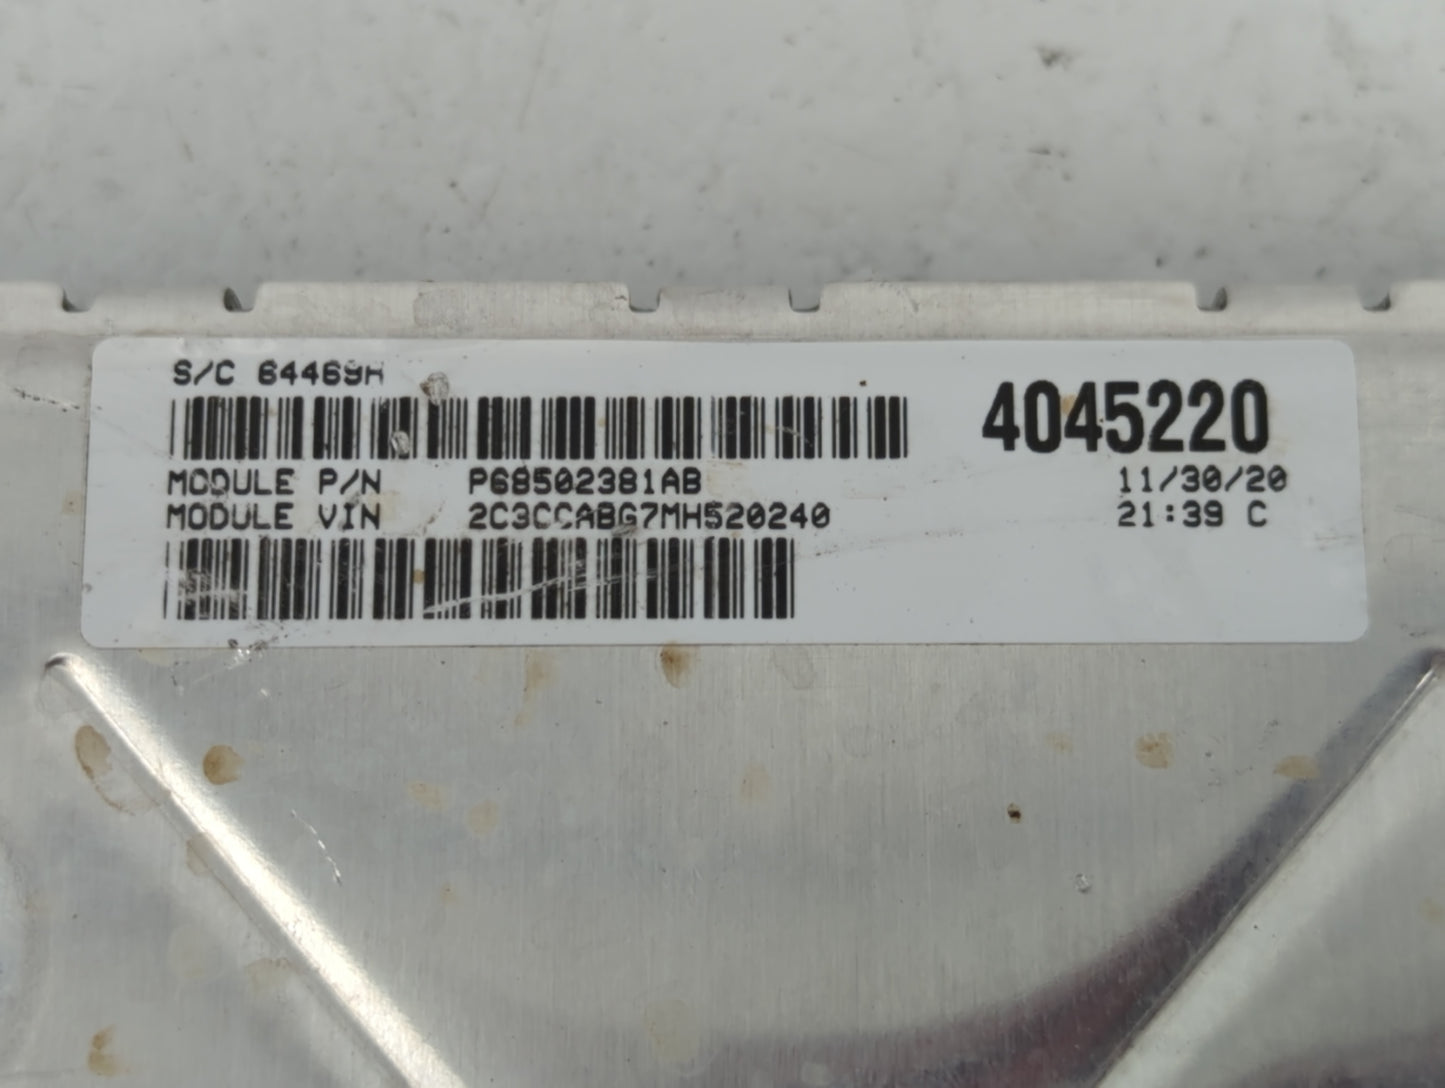 S/C 64469H
4045220
MODULE P/N P68502381AB
11/30/20
MODULE VIN 2C3CCABG7MH520240
21:39 C